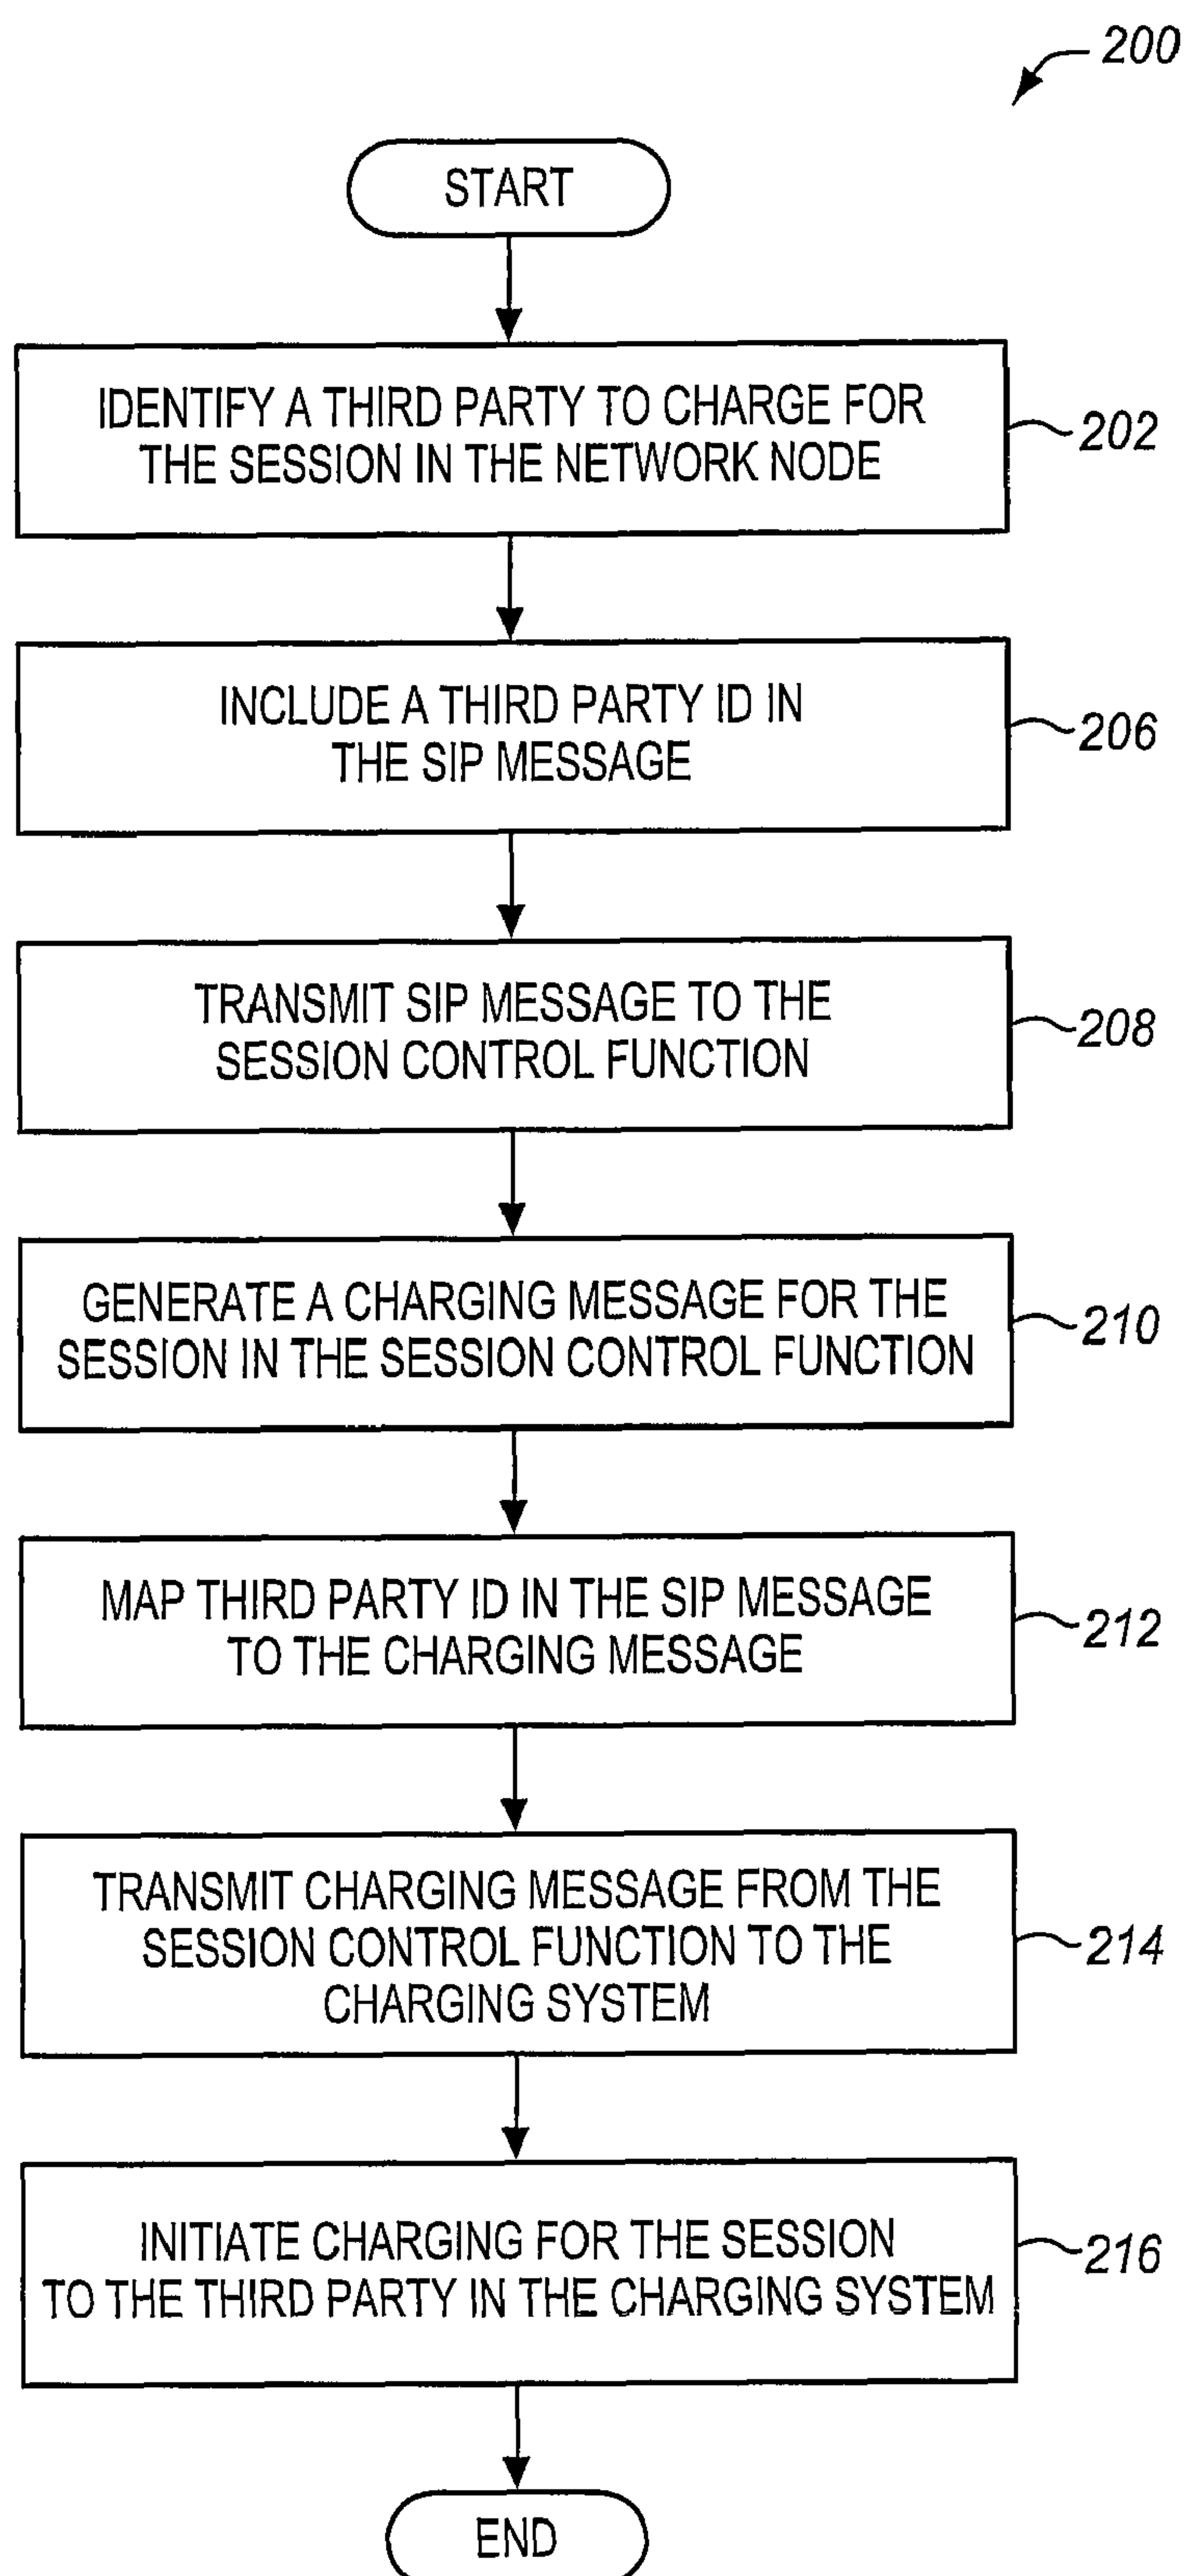 200
START
IDENTIFY A THIRD PARTY TO CHARGE FOR
THE SESSION IN THE NETWORK NODE
202
INCLUDE A THIRD PARTY ID IN
THE SIP MESSAGE
206
TRANSMIT SIP MESSAGE TO THE
SESSION CONTROL FUNCTION
208
GENERATE A CHARGING MESSAGE FOR THE
SESSION IN THE SESSION CONTROL FUNCTION
210
MAP THIRD PARTY ID IN THE SIP MESSAGE
TO THE CHARGING MESSAGE
212
TRANSMIT CHARGING MESSAGE FROM THE
SESSION CONTROL FUNCTION TO THE
CHARGING SYSTEM
214
INITIATE CHARGING FOR THE SESSION
TO THE THIRD PARTY IN THE CHARGING SYSTEM
216
END